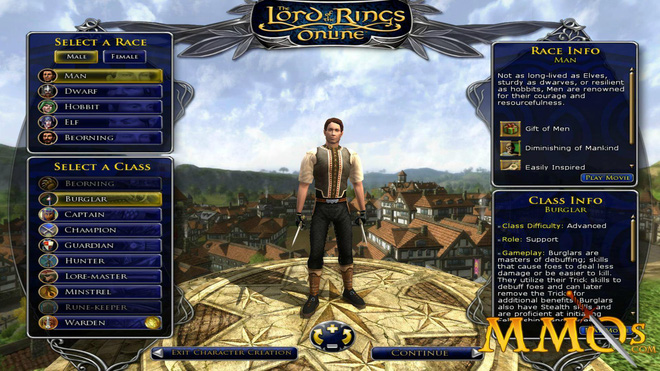 The
Lord of the Rings
Online
Select a Race
Male Female
Man
Dwarf
Hobbit
Elf
Beorning
Select a Class
Beorning
Burglar
Captain
Champion
Guardian
Hunter
Lore-master
Minstrel
Rune-keeper
Warden
Exit Character Creation
Continue
Race Info
Man
Not as long-lived as Elves,
sturdy as dwarves, or resilient
as hobbits, Men are renowned
for their courage and
resourcefulness.
Gift of Men
Diminishing of Mankind
Easily Inspired
Play Movie
Class Info
Burglar
Class Difficulty: Advanced
Role: Support
Gameplay: Burglars are
masters of debuffing; skills
that cause foes to deal less
damage or be easier to kill.
They utilize their Trick skills to
debuff foes and can later
remove the Tricks for
additional benefits. Burglars
also have Stealth skills and
are proficient at initiating
MMOs
.com